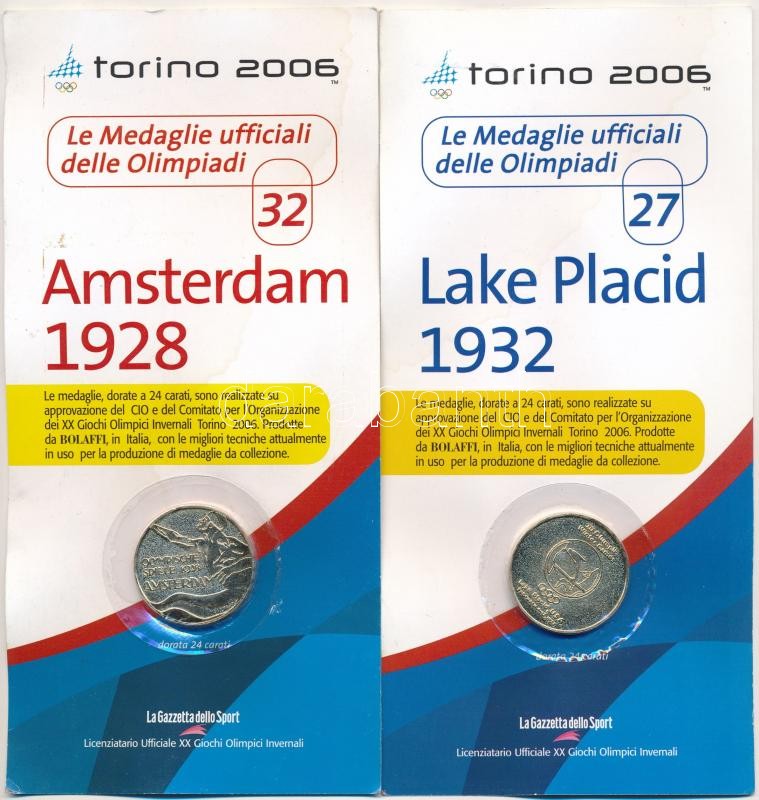 torino 2006
TM
Le Medaglie ufficiali
delle Olimpiadi
32
Amsterdam
1928
Le medaglie, dorate a 24 carati, sono realizzate su
approvazione del CIO e del Comitato per l'Organizzazione
dei XX Giochi Olimpici Invernali Torino 2006. Prodotte
da BOLAFFI, in Italia, con le migliori tecniche attualmente
in uso per la produzione di medaglie da collezione.
AMSTERDAM
dorata 24 carati
La Gazzetta dello Sport
Licenziatario Ufficiale XX Giochi Olimpici Invernali
torino 2006
TM
Le Medaglie ufficiali
delle Olimpiadi
27
Lake Placid
1932
Le medaglie, dorate a 24 carati, sono realizzate su
approvazione del CIO e del Comitato per l'Organizzazione
dei XX Giochi Olimpici Invernali Torino 2006. Prodotte
da BOLAFFI, in Italia, con le migliori tecniche attualmente
in uso per la produzione di medaglie da collezione.
dorata 24 carati
La Gazzetta dello Sport
Licenziatario Ufficiale XX Giochi Olimpici Invernali
darabanth